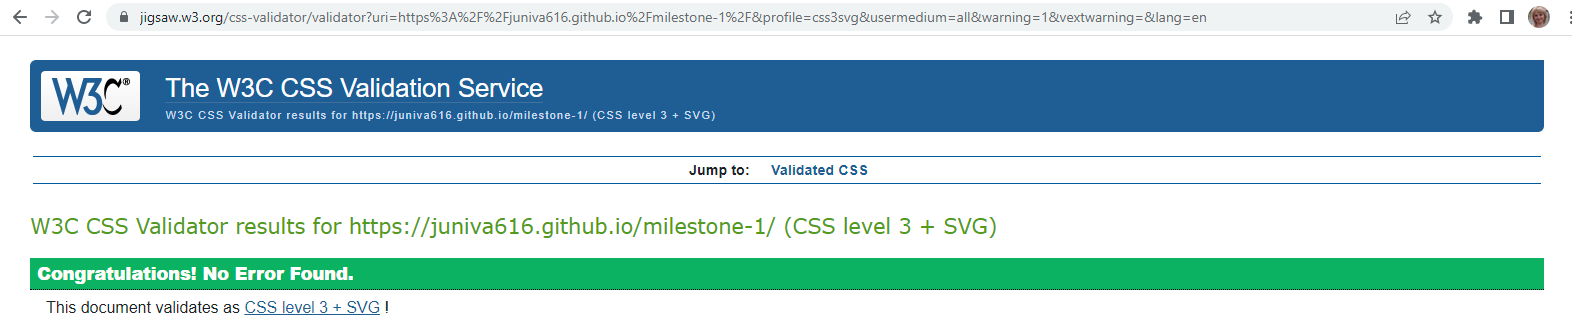 jigsaw.w3.org/css-validator/validator?uri=https%3A%2F%2Fjuniva616.github.io%2Fmilestone-1%2F&profile=css3svg&usermedium=all&warning=1&vextwarning=&lang=en
W3C®
The W3C CSS Validation Service
W3C CSS Validator results for https://juniva616.github.io/milestone-1/ (CSS level 3 + SVG)
Jump to: Validated CSS
W3C CSS Validator results for https://juniva616.github.io/milestone-1/ (CSS level 3 + SVG)
Congratulations! No Error Found.
This document validates as CSS level 3 + SVG !